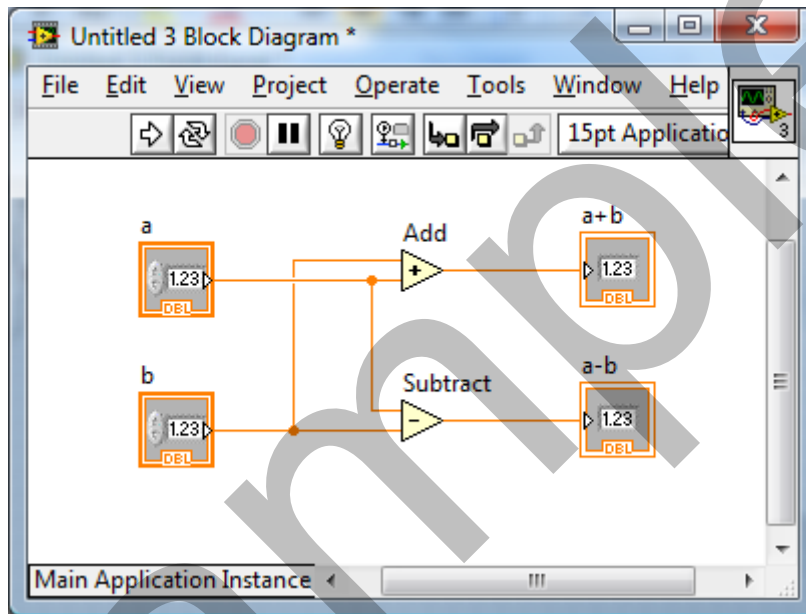 Untitled 3 Block Diagram *
File Edit View Project Operate Tools Window Help
15pt Applicatio
3
a
1.23
DBL
Add
+
a+b
1.23
DBL
b
1.23
DBL
Subtract
-
a-b
1.23
DBL
Main Application Instance